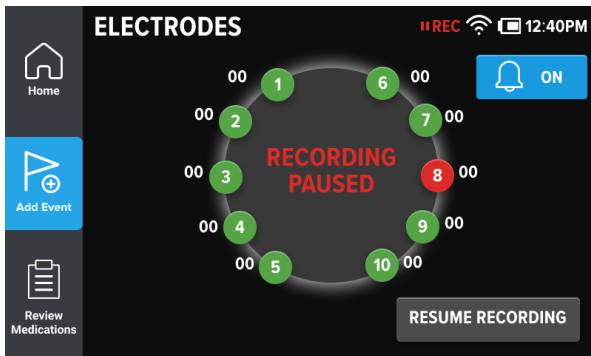 ELECTRODES
REC 12:40PM
Home
ON
00 1
6 00
00 2
7 00
RECORDING
PAUSED
00 3
8 00
Add Event
00 4
9 00
00 5
10 00
Review
Medications
RESUME RECORDING